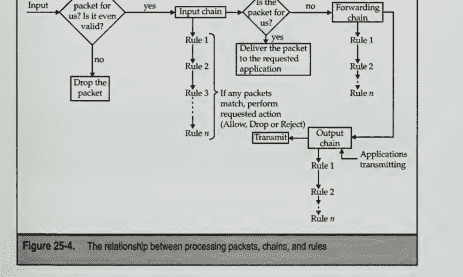 Input
packet for
us? Is it even
valid?
yes
no
Drop the
packet
Input chain
Rule 1
Rule 2
Rule 3
Rule n
If any packets
match, perform
requested action
(Allow, Drop or Reject)
Is the
packet for
us?
yes
no
Deliver the packet
to the requested
application
Forwarding
chain
Rule 1
Rule 2
Rule n
Transmit
Output
chain
Applications
transmitting
Rule 1
Rule 2
Rule n
Figure 25-4. The relationship between processing packets, chains, and rules